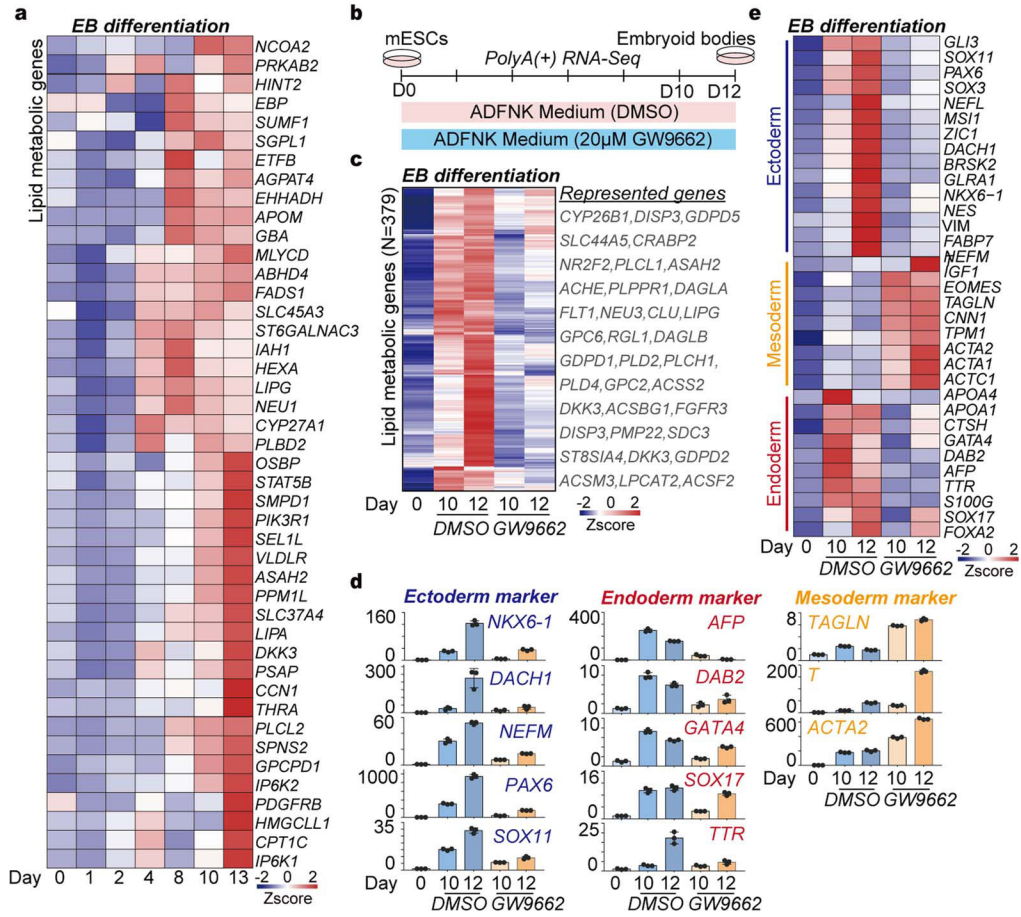 a
EB differentiation
Lipid metabolic genes
NCOA2
PRKAB2
HINT2
EBP
SUMF1
SGPL1
ETFB
AGPAT4
EHHADH
APOM
GBA
MLYCD
ABHD4
FADS1
SLC45A3
ST6GALNAC3
IAH1
HEXA
LIPG
NEU1
CYP27A1
PLBD2
OSBP
STAT5B
SMPD1
PIK3R1
SEL1L
VLDLR
ASAH2
PPM1L
SLC37A4
LIPA
DKK3
PSAP
CCN1
THRA
PLCL2
SPNS2
GPCPD1
IP6K2
PDGFRB
HMGCLL1
CPT1C
IP6K1
Day 0 1 2 4 8 10 13
-2 0 2
Zscore
b
mESCs
Embryoid bodies
PolyA(+) RNA-Seq
D0 D10 D12
ADFNK Medium (DMSO)
ADFNK Medium (20μM GW9662)
c
EB differentiation
Lipid metabolic genes (N=379)
Represented genes
CYP26B1,DISP3,GDPD5
SLC44A5,CRABP2
NR2F2,PLCL1,ASAH2
ACHE,PLPPR1,DAGLA
FLT1,NEU3,CLU,LIPG
GPC6,RGL1,DAGLB
GDPD1,PLD2,PLCH1,
PLD4,GPC2,ACSS2
DKK3,ACSBG1,FGFR3
DISP3,PMP22,SDC3
ST8SIA4,DKK3,GDPD2
ACSM3,LPCAT2,ACSF2
Day 0 10 12 10 12
DMSO GW9662
-2 0 2
Zscore
d
Ectoderm marker
160
0
NKX6-1
300
0
DACH1
60
0
NEFM
1000
0
PAX6
35
0
SOX11
Day 0 10 12 10 12
DMSO GW9662
Endoderm marker
400
0
AFP
10
0
DAB2
10
0
GATA4
16
0
SOX17
25
0
TTR
0 10 12 10 12
DMSO GW9662
Mesoderm marker
8
0
TAGLN
200
0
T
600
0
ACTA2
Day 0 10 12 10 12
DMSO GW9662
e
EB differentiation
Ectoderm
GLI3
SOX11
PAX6
SOX3
NEFL
MSI1
ZIC1
DACH1
BRSK2
GLRA1
NKX6-1
NES
VIM
FABP7
NEFM
Mesoderm
IGF1
EOMES
TAGLN
CNN1
TPM1
ACTA2
ACTA1
ACTC1
Endoderm
APOA4
APOA1
CTSH
GATA4
DAB2
AFP
TTR
S100G
SOX17
FOXA2
Day 0 10 12 10 12
DMSO GW9662
-2 0 2
Zscore